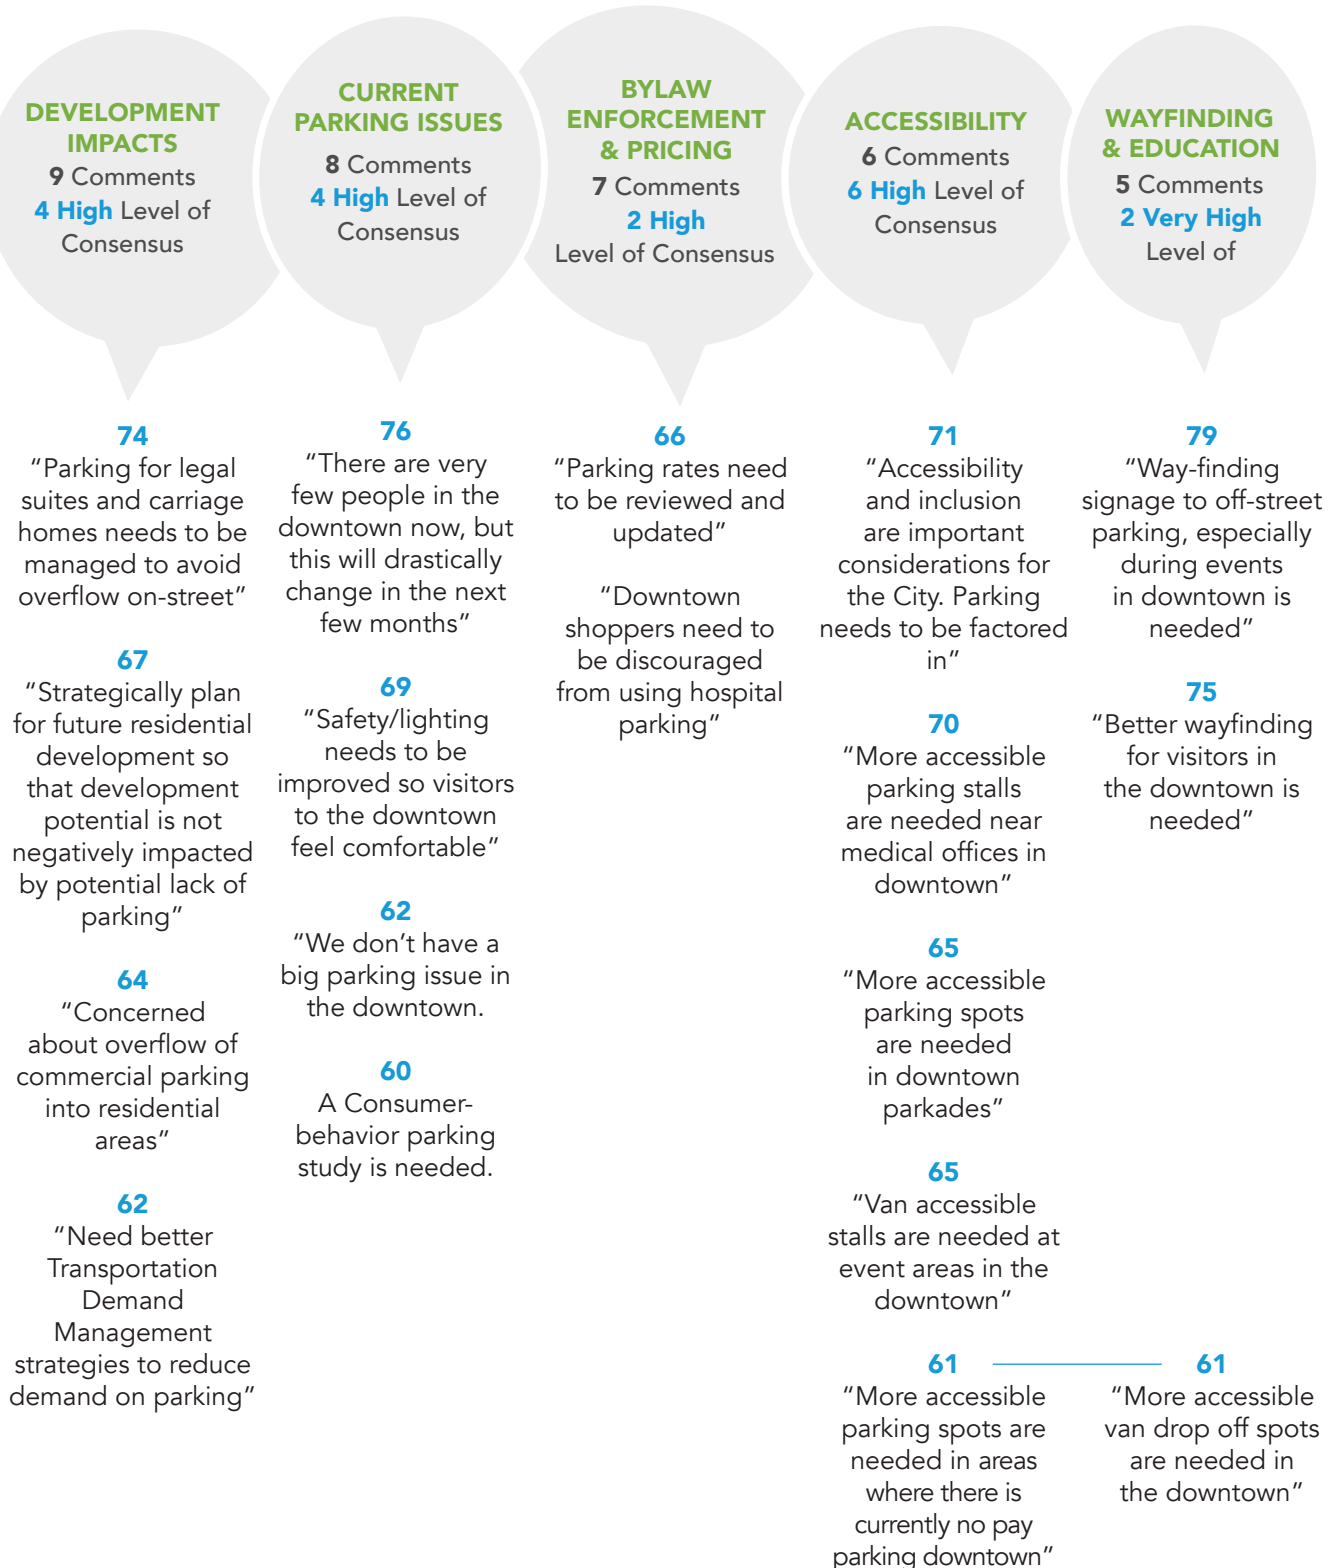 DEVELOPMENT
IMPACTS
9 Comments
4 High Level of
Consensus
74
“Parking for legal
suites and carriage
homes needs to be
managed to avoid
overflow on-street”
67
“Strategically plan
for future residential
development so
that development
potential is not
negatively impacted
by potential lack of
parking”
64
“Concerned
about overflow of
commercial parking
into residential
areas”
62
“Need better
Transportation
Demand
Management
strategies to reduce
demand on parking”
CURRENT
PARKING ISSUES
8 Comments
4 High Level of
Consensus
76
“There are very
few people in the
downtown now, but
this will drastically
change in the next
few months”
69
“Safety/lighting
needs to be
improved so visitors
to the downtown
feel comfortable”
62
“We don’t have a
big parking issue in
the downtown.
60
A Consumer-
behavior parking
study is needed.
BYLAW
ENFORCEMENT
& PRICING
7 Comments
2 High
Level of Consensus
66
“Parking rates need
to be reviewed and
updated”
“Downtown
shoppers need to
be discouraged
from using hospital
parking”
ACCESSIBILITY
6 Comments
6 High Level of
Consensus
71
“Accessibility
and inclusion
are important
considerations for
the City. Parking
needs to be factored
in”
70
“More accessible
parking stalls
are needed near
medical offices in
downtown”
65
“More accessible
parking spots
are needed
in downtown
parkades”
65
“Van accessible
stalls are needed at
event areas in the
downtown”
61
“More accessible
parking spots are
needed in areas
where there is
currently no pay
parking downtown”
61
“More accessible
van drop off spots
are needed in
the downtown”
WAYFINDING
& EDUCATION
5 Comments
2 Very High
Level of
79
“Way-finding
signage to off-street
parking, especially
during events
in downtown is
needed”
75
“Better wayfinding
for visitors in
the downtown is
needed”